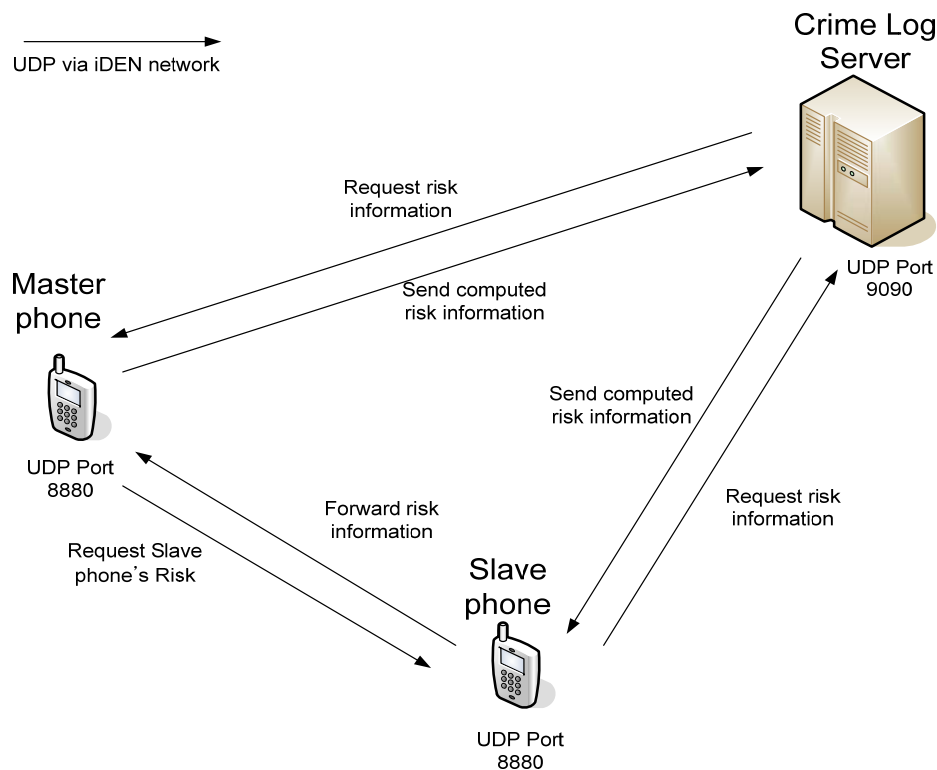 UDP via iDEN network
Crime Log
Server
Request risk
information
UDP Port
9090
Master
phone
Send computed
risk information
Send computed
risk information
UDP Port
8880
Forward risk
information
Request risk
information
Request Slave
phone's Risk
Slave
phone
UDP Port
8880